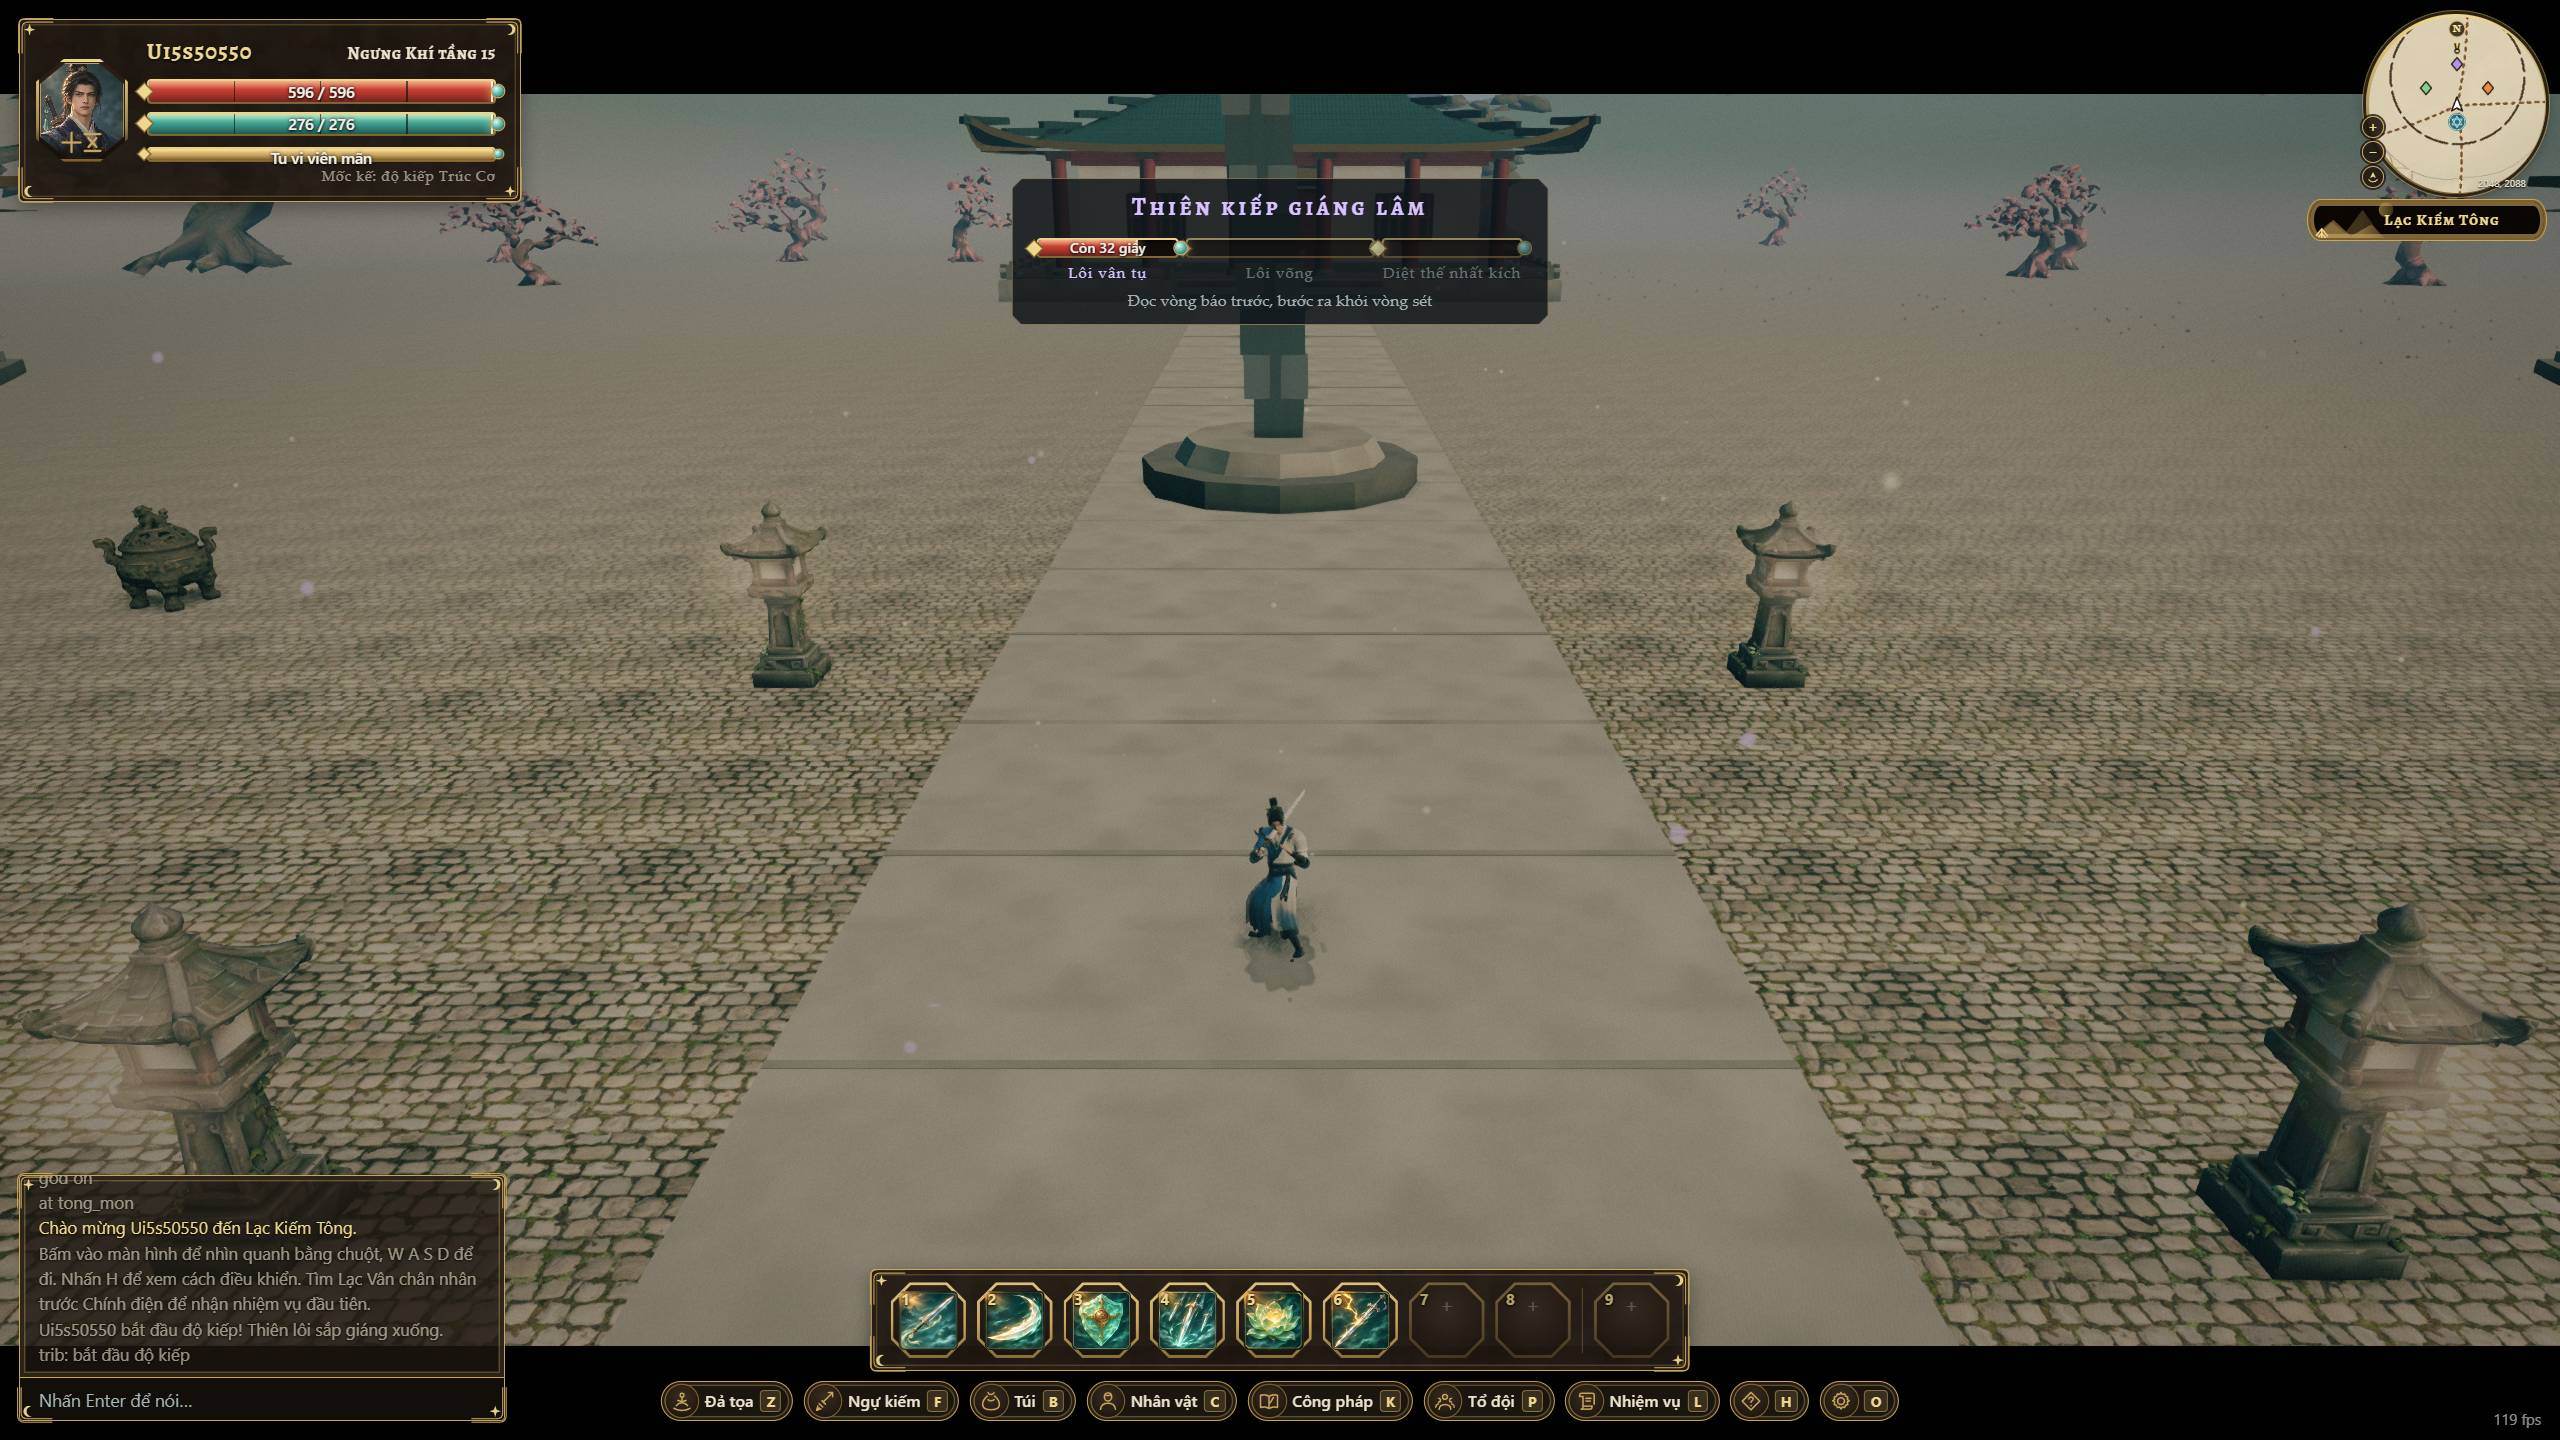 Ui5s50550
Ngưng Khí tầng 15
596 / 596
276 / 276
Tu vi viên mãn
Mốc kế: độ kiếp Trúc Cơ
Thiên kiếp giáng lâm
Còn 32 giây
Lôi vân tụ
Lôi võng
Diệt thế nhất kích
Đọc vòng báo trước, bước ra khỏi vòng sét
N
2088
Lạc Kiếm Tông
god on
at tong_mon
Chào mừng Ui5s50550 đến Lạc Kiếm Tông.
Bấm vào màn hình để nhìn quanh bằng chuột, W A S D để
đi. Nhấn H để xem cách điều khiển. Tìm Lạc Vân chân nhân
trước Chính điện để nhận nhiệm vụ đầu tiên.
Ui5s50550 bắt đầu độ kiếp! Thiên lôi sắp giáng xuống.
trib: bắt đầu độ kiếp
Nhấn Enter để nói...
1 2 3 4 5 6 7 8 9
Đả tọa Z
Ngự kiếm F
Túi B
Nhân vật C
Công pháp K
Tổ đội P
Nhiệm vụ L
H
O
119 fps